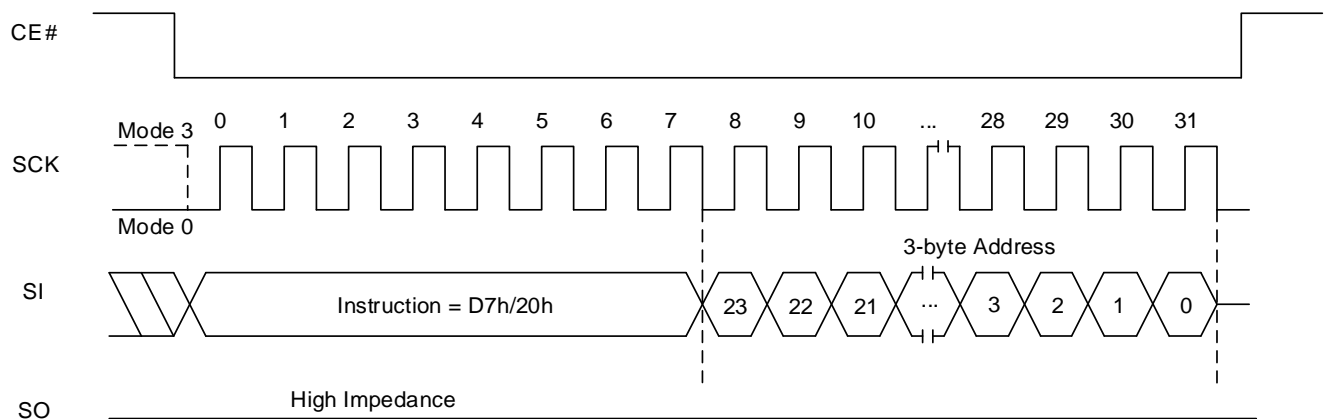 CE#
0 1 2 3 4 5 6 7 8 9 10 ... 28 29 30 31
Mode 3
SCK
Mode 0
3-byte Address
SI
Instruction = D7h/20h 23 22 21 ... 3 2 1 0
High Impedance
SO